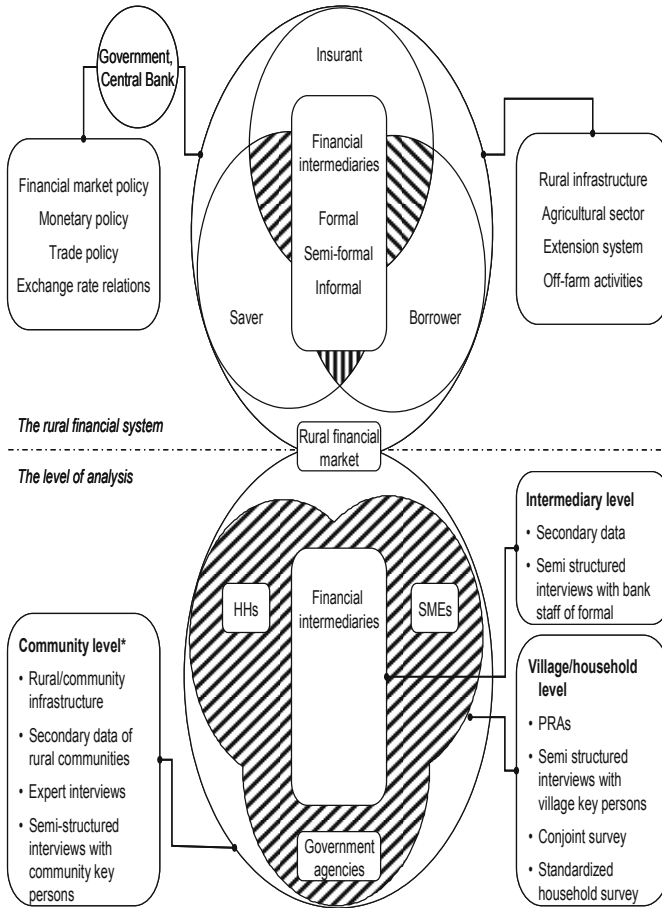 Government,
Central Bank
Insurant
Financial market policy
Monetary policy
Trade policy
Exchange rate relations
Financial
intermediaries
Formal
Semi-formal
Informal
Saver
Borrower
Rural infrastructure
Agricultural sector
Extension system
Off-farm activities
The rural financial system
Rural financial
market
The level of analysis
HHs
Financial
intermediaries
SMEs
Government
agencies
Community level*
• Rural/community
infrastructure
• Secondary data of
rural communities
• Expert interviews
• Semi-structured
interviews with
community key
persons
Intermediary level
• Secondary data
• Semi structured
interviews with bank
staff of formal
Village/household
level
• PRAs
• Semi structured
interviews with
village key persons
• Conjoint survey
• Standardized
household survey